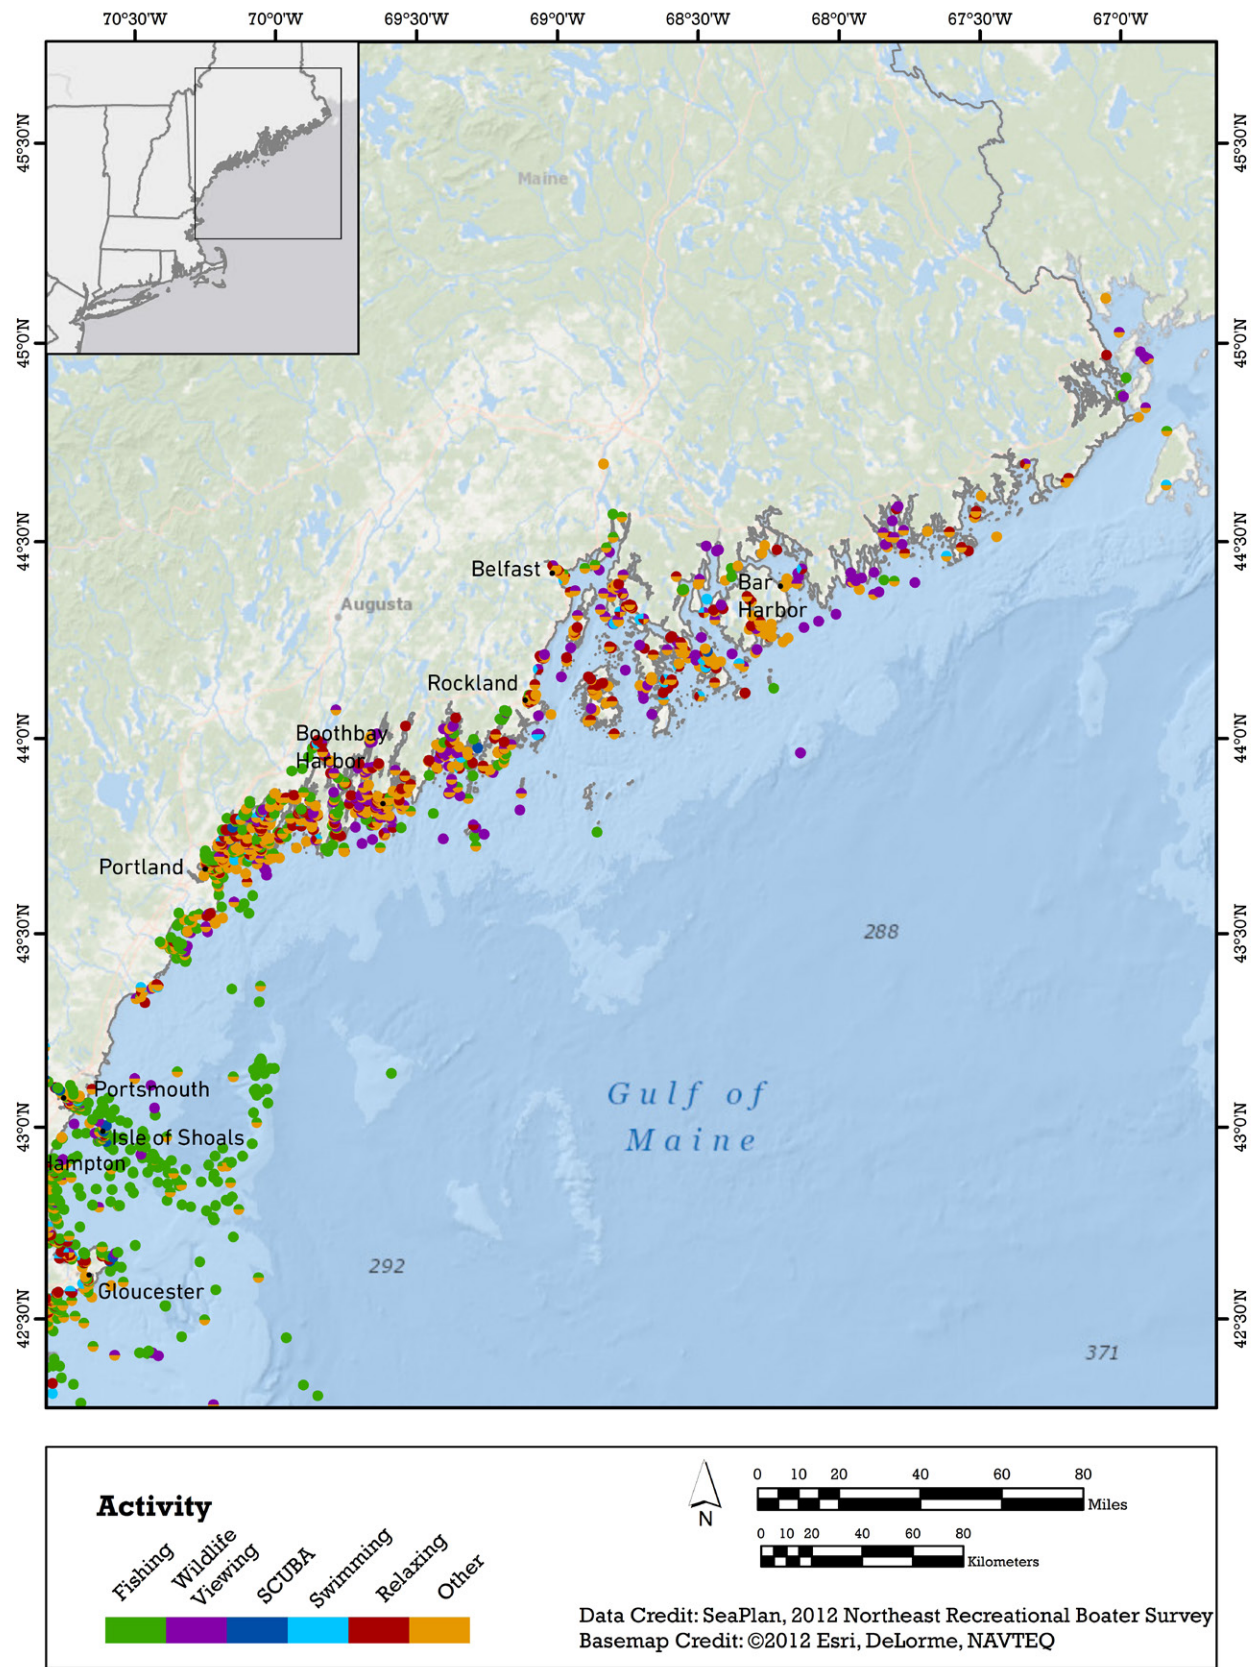 70°30'W 70°0'W 69°30'W 69°0'W 68°30'W 68°0'W 67°30'W 67°0'W
45°30'N 45°30'N
Maine
45°0'N 45°0'N
44°30'N 44°30'N
Belfast
Bar
Harbor
Augusta
Rockland
44°0'N 44°0'N
Boothbay
Harbor
Portland
43°30'N 43°30'N
288
Portsmouth
Gulf of
Maine
43°0'N 43°0'N
Isle of Shoals
Hampton
292
Gloucester
42°30'N 42°30'N
371
Activity
Fishing
Wildlife
Viewing
SCUBA
Swimming
Relaxing
Other
N
0 10 20 40 60 80
Miles
0 10 20 40 60 80
Kilometers
Data Credit: SeaPlan, 2012 Northeast Recreational Boater Survey
Basemap Credit: ©2012 Esri, DeLorme, NAVTEQ